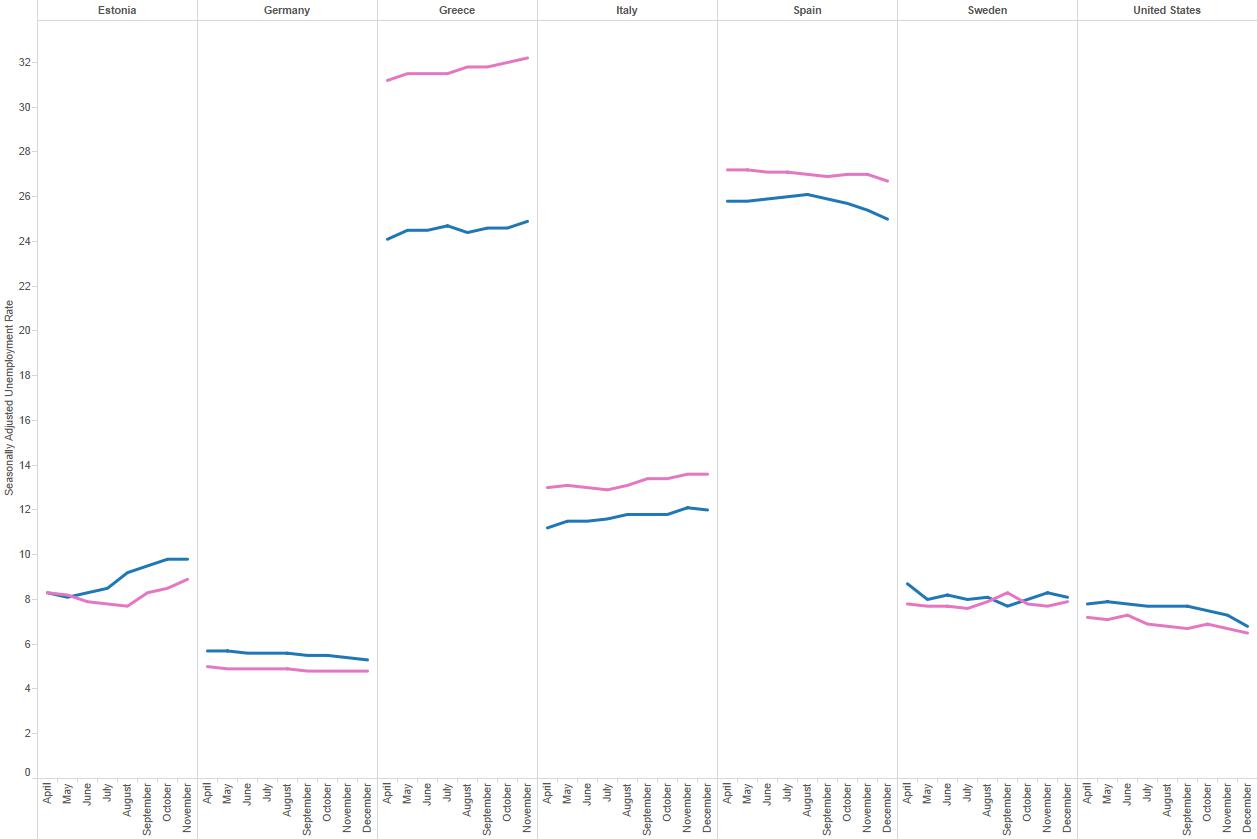 Estonia Germany Greece Italy Spain Sweden United States
Seasonally Adjusted Unemployment Rate
32
30
28
26
24
22
20
18
16
14
12
10
8
6
4
2
0
April May June July August September October November
April May June July August September October November December
April May June July August September October November
April May June July August September October November December
April May June July August September October November December
April May June July August September October November December
April May June July August September October November December